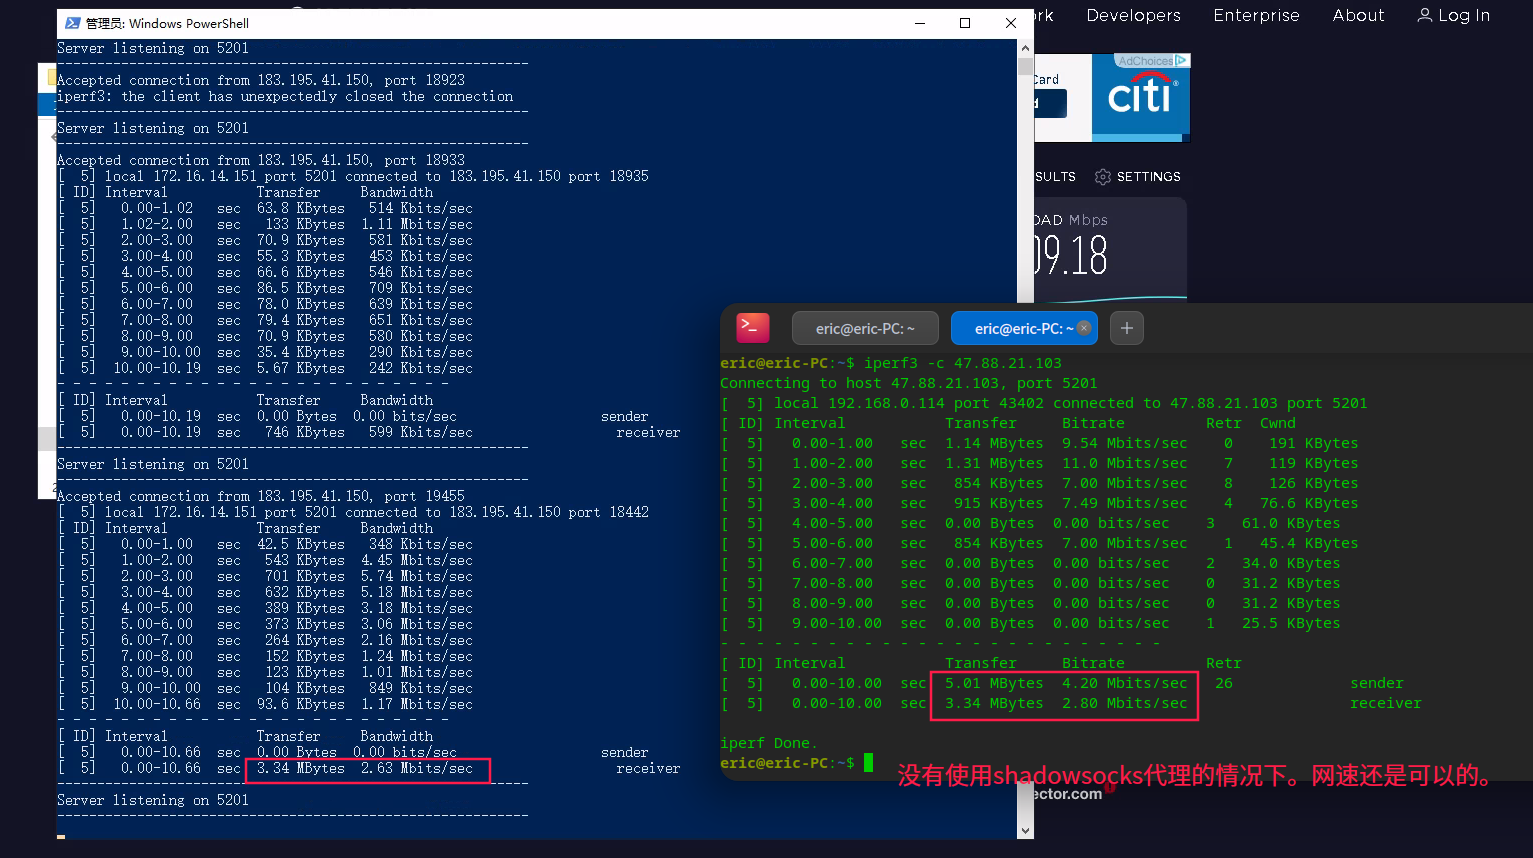 管理员: Windows PowerShell
rk Developers Enterprise About Log In
Server listening on 5201
-----------------------------------------------------------
Accepted connection from 183.195.41.150, port 18923
iperf3: the client has unexpectedly closed the connection
-----------------------------------------------------------
Server listening on 5201
-----------------------------------------------------------
Accepted connection from 183.195.41.150, port 18933
[  5] local 172.16.14.151 port 5201 connected to 183.195.41.150 port 18935
[ ID] Interval Transfer Bandwidth
[  5] 0.00-1.02 sec 63.8 KBytes 514 Kbits/sec
[  5] 1.02-2.00 sec 133 KBytes 1.11 Mbits/sec
[  5] 2.00-3.00 sec 70.9 KBytes 581 Kbits/sec
[  5] 3.00-4.00 sec 55.3 KBytes 453 Kbits/sec
[  5] 4.00-5.00 sec 66.6 KBytes 546 Kbits/sec
[  5] 5.00-6.00 sec 86.5 KBytes 709 Kbits/sec
[  5] 6.00-7.00 sec 78.0 KBytes 639 Kbits/sec
[  5] 7.00-8.00 sec 79.4 KBytes 651 Kbits/sec
[  5] 8.00-9.00 sec 70.9 KBytes 580 Kbits/sec
[  5] 9.00-10.00 sec 35.4 KBytes 290 Kbits/sec
[  5] 10.00-10.19 sec 5.67 KBytes 242 Kbits/sec
- - - - - - - - - - - - - - - - - - - - - - - - -
[ ID] Interval Transfer Bandwidth
[  5] 0.00-10.19 sec 0.00 Bytes 0.00 bits/sec sender
[  5] 0.00-10.19 sec 746 KBytes 599 Kbits/sec receiver
-----------------------------------------------------------
Server listening on 5201
-----------------------------------------------------------
Accepted connection from 183.195.41.150, port 19455
[  5] local 172.16.14.151 port 5201 connected to 183.195.41.150 port 18442
[ ID] Interval Transfer Bandwidth
[  5] 0.00-1.00 sec 42.5 KBytes 348 Kbits/sec
[  5] 1.00-2.00 sec 543 KBytes 4.45 Mbits/sec
[  5] 2.00-3.00 sec 701 KBytes 5.74 Mbits/sec
[  5] 3.00-4.00 sec 632 KBytes 5.18 Mbits/sec
[  5] 4.00-5.00 sec 389 KBytes 3.18 Mbits/sec
[  5] 5.00-6.00 sec 373 KBytes 3.06 Mbits/sec
[  5] 6.00-7.00 sec 264 KBytes 2.16 Mbits/sec
[  5] 7.00-8.00 sec 152 KBytes 1.24 Mbits/sec
[  5] 8.00-9.00 sec 123 KBytes 1.01 Mbits/sec
[  5] 9.00-10.00 sec 104 KBytes 849 Kbits/sec
[  5] 10.00-10.66 sec 93.6 KBytes 1.17 Mbits/sec
- - - - - - - - - - - - - - - - - - - - - - - - -
[ ID] Interval Transfer Bandwidth
[  5] 0.00-10.66 sec 0.00 Bytes 0.00 bits/sec sender
[  5] 0.00-10.66 sec 3.34 MBytes 2.63 Mbits/sec receiver
-----------------------------------------------------------
Server listening on 5201
-----------------------------------------------------------
AdChoices
Card
d
citi
SULTS SETTINGS
OAD Mbps
09.18
eric@eric-PC: ~ eric@eric-PC: ~ × +
eric@eric-PC:~$ iperf3 -c 47.88.21.103
Connecting to host 47.88.21.103, port 5201
[  5] local 192.168.0.114 port 43402 connected to 47.88.21.103 port 5201
[ ID] Interval Transfer Bitrate Retr Cwnd
[  5] 0.00-1.00 sec 1.14 MBytes 9.54 Mbits/sec 0 191 KBytes
[  5] 1.00-2.00 sec 1.31 MBytes 11.0 Mbits/sec 7 119 KBytes
[  5] 2.00-3.00 sec 854 KBytes 7.00 Mbits/sec 8 126 KBytes
[  5] 3.00-4.00 sec 915 KBytes 7.49 Mbits/sec 4 76.6 KBytes
[  5] 4.00-5.00 sec 0.00 Bytes 0.00 bits/sec 3 61.0 KBytes
[  5] 5.00-6.00 sec 854 KBytes 7.00 Mbits/sec 1 45.4 KBytes
[  5] 6.00-7.00 sec 0.00 Bytes 0.00 bits/sec 2 34.0 KBytes
[  5] 7.00-8.00 sec 0.00 Bytes 0.00 bits/sec 0 31.2 KBytes
[  5] 8.00-9.00 sec 0.00 Bytes 0.00 bits/sec 0 31.2 KBytes
[  5] 9.00-10.00 sec 0.00 Bytes 0.00 bits/sec 1 25.5 KBytes
- - - - - - - - - - - - - - - - - - - - - - - - -
[ ID] Interval Transfer Bitrate Retr
[  5] 0.00-10.00 sec 5.01 MBytes 4.20 Mbits/sec 26 sender
[  5] 0.00-10.00 sec 3.34 MBytes 2.80 Mbits/sec receiver
iperf Done.
eric@eric-PC:~$
没有使用shadowsocks代理的情况下。网速还是可以的。
ector.com